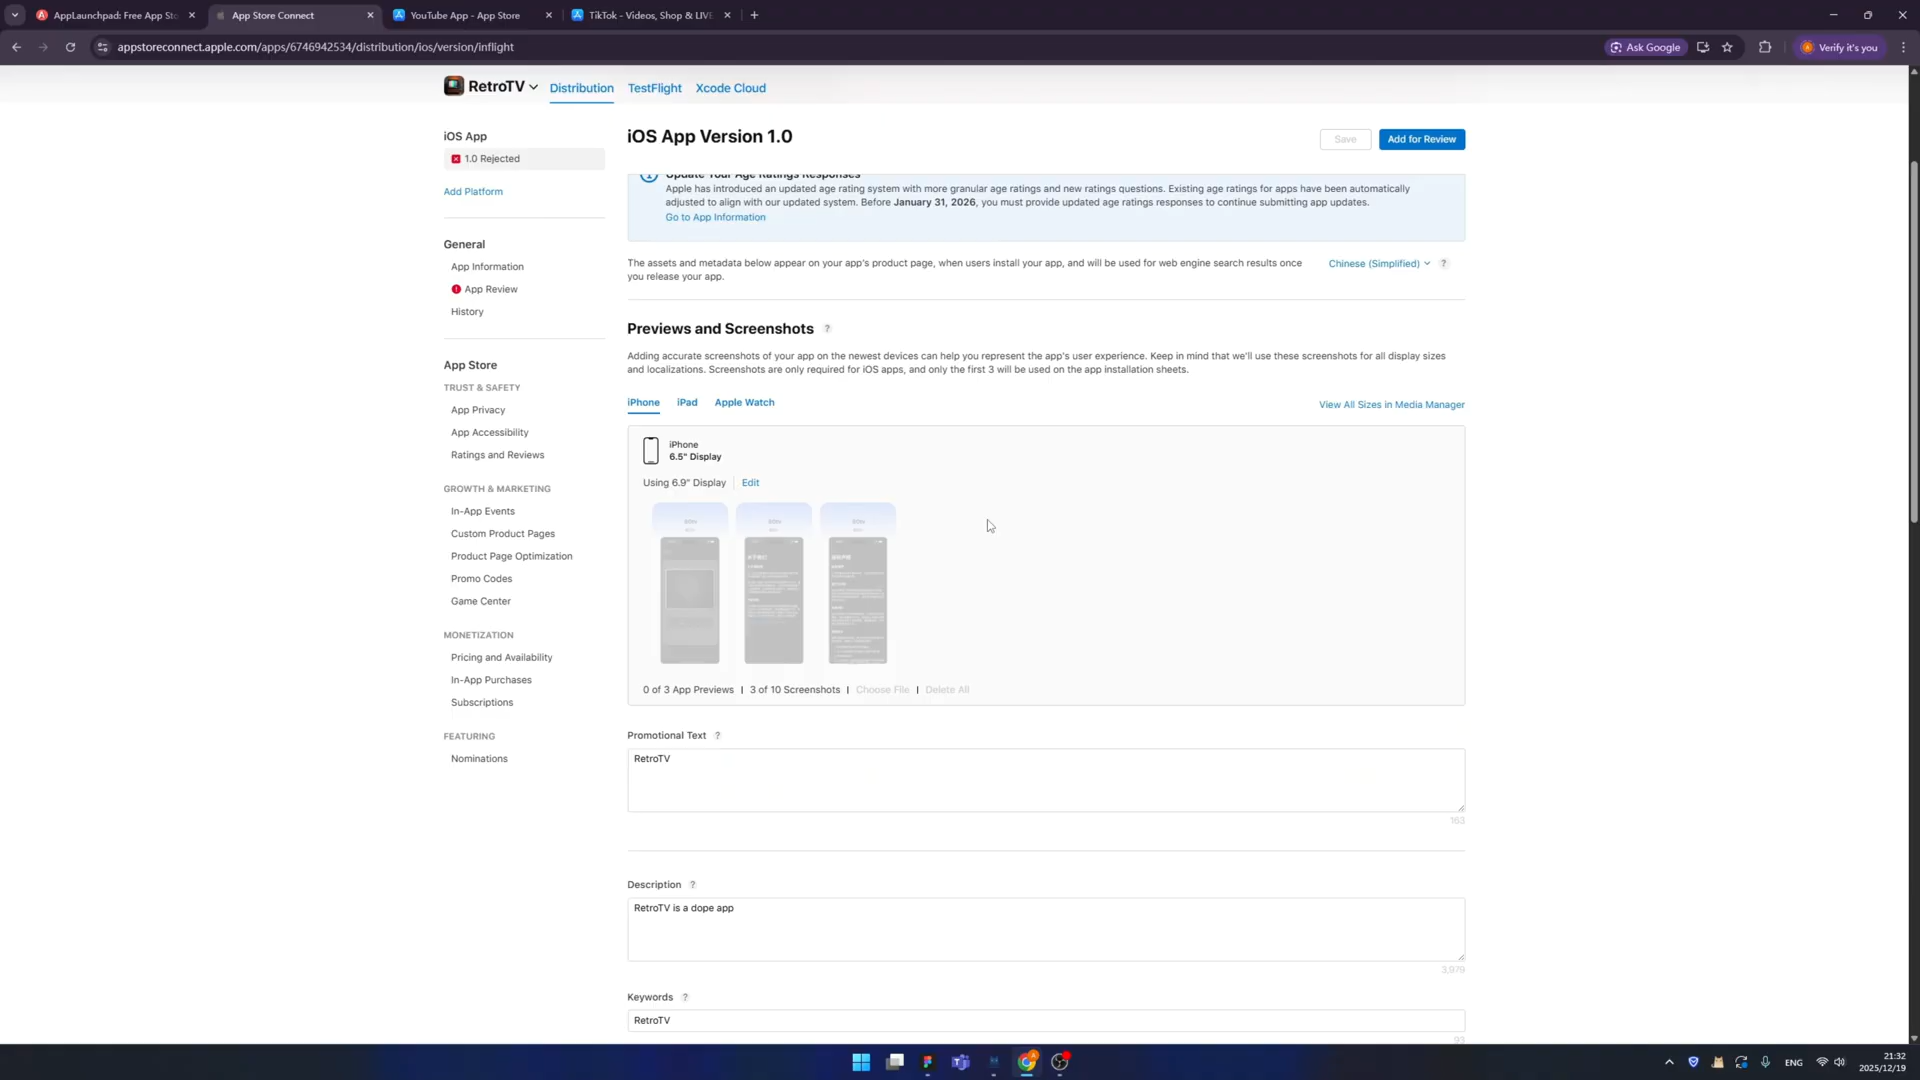 AppLaunchpad: Free App Sto
App Store Connect
YouTube App - App Store
TikTok - Videos, Shop & LIVE
appstoreconnect.apple.com/apps/6746942534/distribution/ios/version/inflight
Ask Google
Verify it's you
RetroTV
Distribution
TestFlight
Xcode Cloud
iOS App
1.0 Rejected
Add Platform
General
App Information
App Review
History
App Store
TRUST & SAFETY
App Privacy
App Accessibility
Ratings and Reviews
GROWTH & MARKETING
In-App Events
Custom Product Pages
Product Page Optimization
Promo Codes
Game Center
MONETIZATION
Pricing and Availability
In-App Purchases
Subscriptions
FEATURING
Nominations
iOS App Version 1.0
Save
Add for Review
Update Your Age Ratings Responses
Apple has introduced an updated age rating system with more granular age ratings and new ratings questions. Existing age ratings for apps have been automatically
adjusted to align with our updated system. Before January 31, 2026, you must provide updated age ratings responses to continue submitting app updates.
Go to App Information
The assets and metadata below appear on your app's product page, when users install your app, and will be used for web engine search results once
you release your app.
Chinese (Simplified)
?
Previews and Screenshots ?
Adding accurate screenshots of your app on the newest devices can help you represent the app's user experience. Keep in mind that we'll use these screenshots for all display sizes
and localizations. Screenshots are only required for iOS apps, and only the first 3 will be used on the app installation sheets.
iPhone
iPad
Apple Watch
View All Sizes in Media Manager
iPhone
6.5" Display
Using 6.9" Display
Edit
0 of 3 App Previews | 3 of 10 Screenshots | Choose File | Delete All
Promotional Text ?
RetroTV
163
Description ?
RetroTV is a dope app
3,979
Keywords ?
RetroTV
93
ENG
21:32
2025/12/19